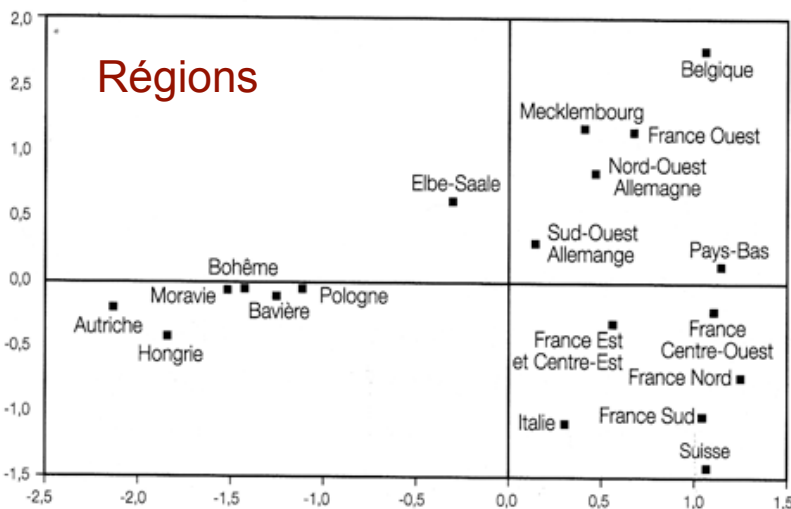 2,0
Régions
Belgique
2,5
Mecklembourg
France Ouest
1,0
Nord-Ouest
Allemagne
Elbe-Saale
0,5
Sud-Ouest
Allemange
Pays-Bas
Bohême
0,0
Moravie
Pologne
Bavière
Autriche
Hongrie
-0,5
France Est
et Centre-Est
France
Centre-Ouest
France Nord
-1,0
Italie
France Sud
Suisse
-1,5
-2,5
-2,0
-1,5
-1,0
-0,5
0,0
0,5
1,0
1,5